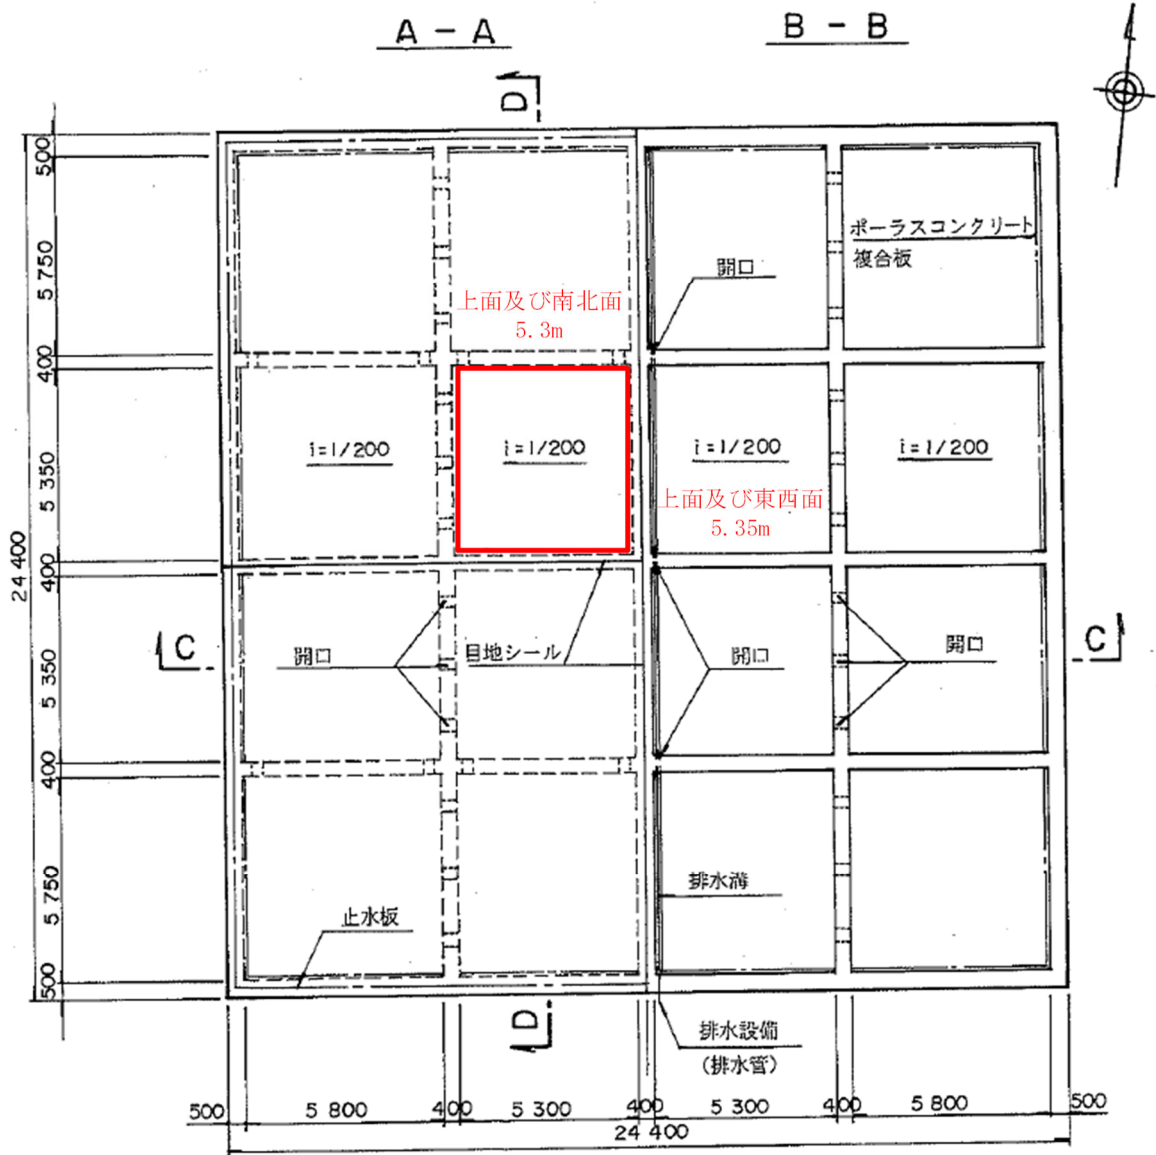 A - A
B - B
D
500
5 750
400
5 350
400
5 350
400
5 750
500
24 400
上面及び南北面
5.3m
開口
ポーラスコンクリート
複合板
i=1/200
i=1/200
i=1/200
i=1/200
上面及び東西面
5.35m
C
開口
目地シール
開口
開口
C
止水板
排水溝
D
排水設備
(排水管)
500
5 800
400
5 300
400
5 300
400
5 800
500
24 400